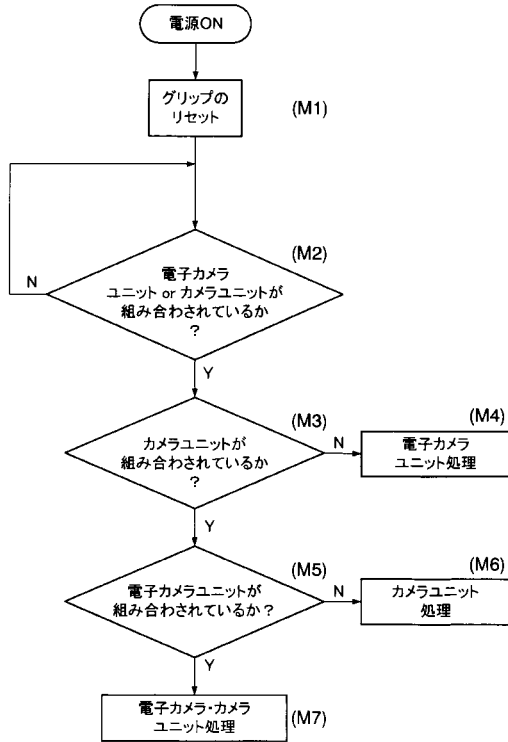 電源ON
グリップの
リセット
(M1)
(M2)
電子カメラ
ユニット or カメラユニットが
組み合わされているか
?
N
Y
(M3)
カメラユニットが
組み合わされているか
?
N
(M4)
電子カメラ
ユニット処理
Y
(M5)
電子カメラユニットが
組み合わされているか?
N
(M6)
カメラユニット
処理
Y
電子カメラ・カメラ
ユニット処理
(M7)